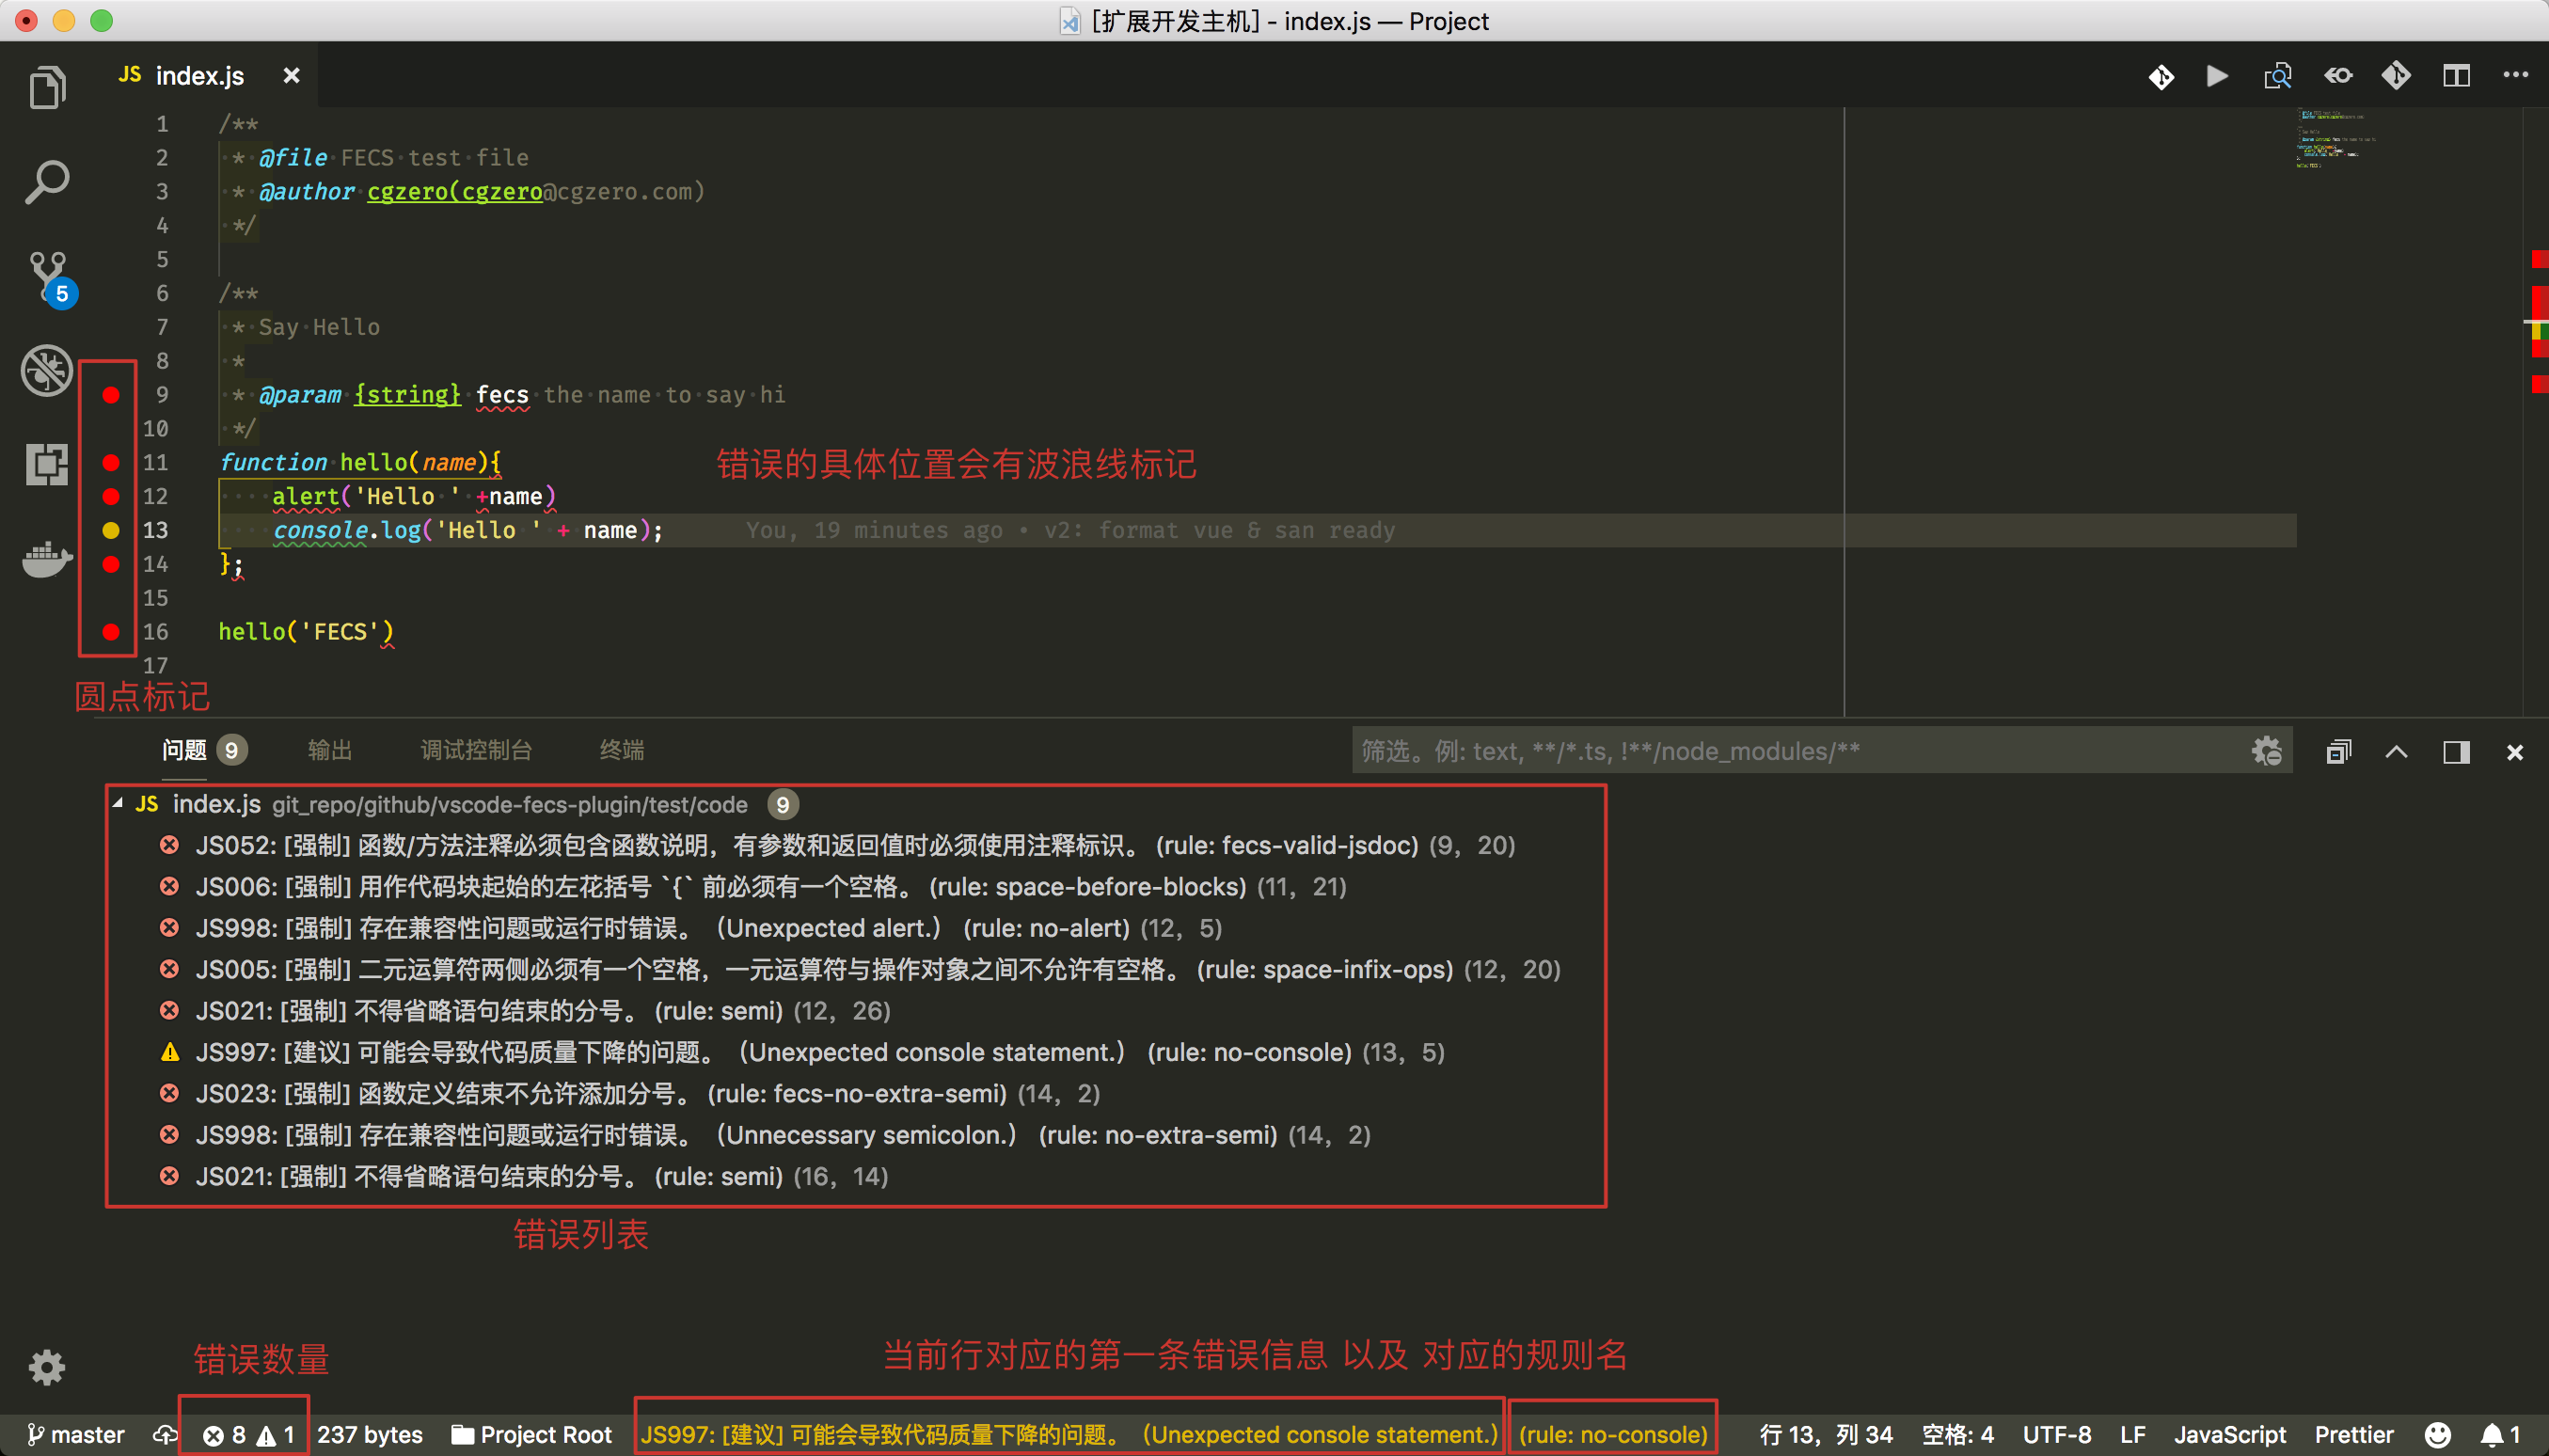 [扩展开发主机] - index.js — Project
JS index.js
1 /**
2 * @file FECS test file
3 * @author cgzero(cgzero@cgzero.com)
4 */
5
6 /**
7 * Say Hello
8 *
9 * @param {string} fecs the name to say hi
10 */
11 function hello(name){
错误的具体位置会有波浪线标记
12 alert('Hello ' +name)
13 console.log('Hello ' + name); You, 19 minutes ago • v2: format vue & san ready
14 };
15
16 hello('FECS')
17
5
圆点标记
问题 9 输出 调试控制台 终端 筛选。例: text, **/*.ts, !**/node_modules/**
JS index.js git_repo/github/vscode-fecs-plugin/test/code 9
JS052: [强制] 函数/方法注释必须包含函数说明，有参数和返回值时必须使用注释标识。 (rule: fecs-valid-jsdoc) (9, 20)
JS006: [强制] 用作代码块起始的左花括号 `{` 前必须有一个空格。 (rule: space-before-blocks) (11, 21)
JS998: [强制] 存在兼容性问题或运行时错误。（Unexpected alert.） (rule: no-alert) (12, 5)
JS005: [强制] 二元运算符两侧必须有一个空格，一元运算符与操作对象之间不允许有空格。 (rule: space-infix-ops) (12, 20)
JS021: [强制] 不得省略语句结束的分号。 (rule: semi) (12, 26)
JS997: [建议] 可能会导致代码质量下降的问题。（Unexpected console statement.） (rule: no-console) (13, 5)
JS023: [强制] 函数定义结束不允许添加分号。 (rule: fecs-no-extra-semi) (14, 2)
JS998: [强制] 存在兼容性问题或运行时错误。（Unnecessary semicolon.） (rule: no-extra-semi) (14, 2)
JS021: [强制] 不得省略语句结束的分号。 (rule: semi) (16, 14)
错误列表
错误数量
当前行对应的第一条错误信息 以及 对应的规则名
master 8 1 237 bytes Project Root JS997: [建议] 可能会导致代码质量下降的问题。（Unexpected console statement.） (rule: no-console) 行 13，列 34 空格: 4 UTF-8 LF JavaScript Prettier 1